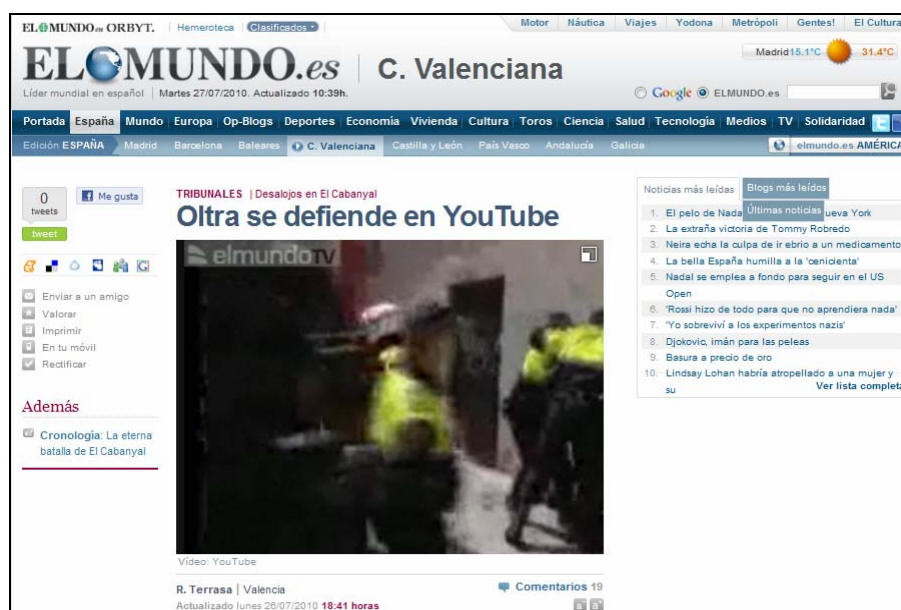 EL MUNDO en ORBYT. Hemeroteca Clasificados
Motor Náutica Viajes Yodona Metrópoli Gentes! El Cultura
EL MUNDO.es C. Valenciana
Líder mundial en español Martes 27/07/2010. Actualizado 10:39h.
Madrid 15.1°C 31.4°C
Google ELMUNDO.es
Portada España Mundo Europa Op-Blogs Deportes Economía Vivienda Cultura Toros Ciencia Salud Tecnología Medios TV Solidaridad
Edición ESPAÑA Madrid Barcelona Baleares C. Valenciana Castilla y León País Vasco Andalucía Galicia elmundo.es AMÉRICA
0
tweets
tweet
Me gusta
Enviar a un amigo
Valorar
Imprimir
En tu móvil
Rectificar
Además
Cronología: La eterna
batalla de El Cabanyal
TRIBUNALES | Desalojos en El Cabanyal
Oltra se defiende en YouTube
elmundoTV
Vídeo: YouTube
R. Terrasa | Valencia
Actualizado lunes 26/07/2010 18:41 horas
Comentarios 19
Noticias más leídas Blogs más leídos
Últimas noticias
1. El pelo de Nada ueva York
2. La extraña victoria de Tommy Robredo
3. Neira echa la culpa de ir ebrio a un medicamento
4. La bella España humilla a la 'cenicienta'
5. Nadal se emplea a fondo para seguir en el US
Open
6. 'Rossi hizo de todo para que no aprendiera nada'
7. 'Yo sobreviví a los experimentos nazis'
8. Djokovic, imán para las peleas
9. Basura a precio de oro
10. Lindsay Lohan habría atropellado a una mujer y
su
Ver lista completa